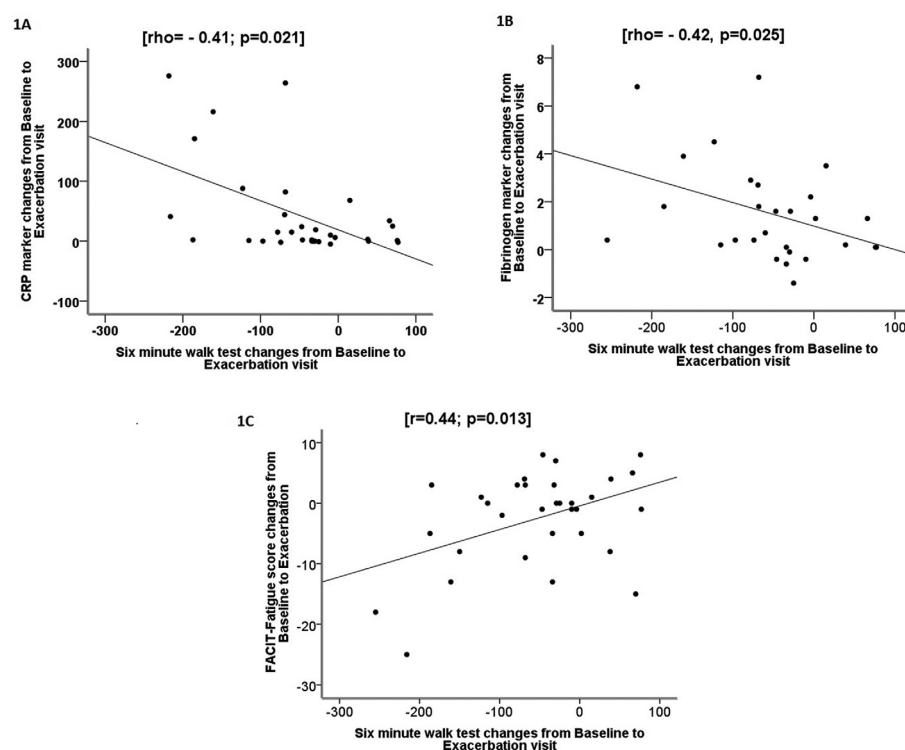 1A
[rho= - 0.41; p=0.021]
CRP marker changes from Baseline to
Exacerbation visit
300
200
100
0
-100
-300
-200
-100
0
100
Six minute walk test changes from Baseline to
Exacerbation visit
1B
[rho= -0.42, p=0.025]
Fibrinogen marker changes from
Baseline to Exacerbation visit
8
6
4
2
0
-2
-300
-200
-100
0
100
Six minute walk test changes from Baseline to
Exacerbation visit
1C
[r=0.44; p=0.013]
FACIT-Fatigue score changes from
Baseline to Exacerbation
10
0
-10
-20
-30
-300
-200
-100
0
100
Six minute walk test changes from Baseline to
Exacerbation visit